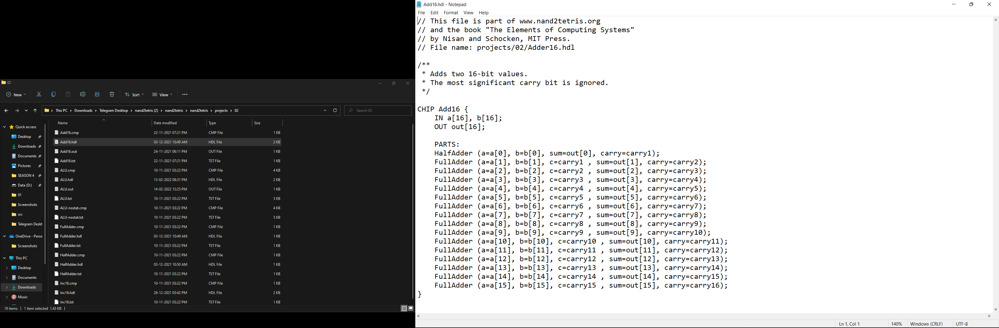 02
New
Sort
View
This PC > Downloads > Telegram Desktop > nand2tetris (2) > nand2tetris > nand2tetris > projects > 02
Search 02
Quick access
Desktop
Downloads
Documents
Pictures
SEASON 4
Data (D:)
01
Screenshots
src
Telegram Deskt
OneDrive - Perso
Screenshots
This PC
Desktop
Documents
Downloads
Music
Name Date modified Type Size
Add16.cmp 22-11-2021 07:21 PM CMP File 1 KB
Add16.hdl 03-12-2021 10:49 AM HDL File 2 KB
Add16.out 24-11-2021 06:11 PM OUT File 1 KB
Add16.tst 22-11-2021 07:21 PM TST File 1 KB
ALU.cmp 10-11-2021 03:22 PM CMP File 4 KB
ALU.hdl 13-02-2022 08:31 PM HDL File 2 KB
ALU.out 14-02-2022 12:25 PM OUT File 1 KB
ALU.tst 10-11-2021 03:22 PM TST File 5 KB
ALU-nostat.cmp 10-11-2021 03:22 PM CMP File 4 KB
ALU-nostat.tst 10-11-2021 03:22 PM TST File 5 KB
FullAdder.cmp 10-11-2021 03:22 PM CMP File 1 KB
FullAdder.hdl 03-12-2021 10:49 AM HDL File 1 KB
FullAdder.tst 10-11-2021 03:22 PM TST File 1 KB
HalfAdder.cmp 10-11-2021 03:22 PM CMP File 1 KB
HalfAdder.hdl 03-12-2021 10:50 AM HDL File 1 KB
HalfAdder.tst 10-11-2021 03:22 PM TST File 1 KB
Inc16.cmp 10-11-2021 03:22 PM CMP File 1 KB
Inc16.hdl 26-12-2021 03:42 PM HDL File 2 KB
Inc16.tst 10-11-2021 03:22 PM TST File 1 KB
19 items | 1 item selected 1.43 KB |
Add16.hdl - Notepad
File Edit Format View Help
// This file is part of www.nand2tetris.org
// and the book "The Elements of Computing Systems"
// by Nisan and Schocken, MIT Press.
// File name: projects/02/Adder16.hdl
/**
* Adds two 16-bit values.
* The most significant carry bit is ignored.
*/
CHIP Add16 {
IN a[16], b[16];
OUT out[16];
PARTS:
HalfAdder (a=a[0], b=b[0], sum=out[0], carry=carry1);
FullAdder (a=a[1], b=b[1], c=carry1 , sum=out[1], carry=carry2);
FullAdder (a=a[2], b=b[2], c=carry2 , sum=out[2], carry=carry3);
FullAdder (a=a[3], b=b[3], c=carry3 , sum=out[3], carry=carry4);
FullAdder (a=a[4], b=b[4], c=carry4 , sum=out[4], carry=carry5);
FullAdder (a=a[5], b=b[5], c=carry5 , sum=out[5], carry=carry6);
FullAdder (a=a[6], b=b[6], c=carry6 , sum=out[6], carry=carry7);
FullAdder (a=a[7], b=b[7], c=carry7 , sum=out[7], carry=carry8);
FullAdder (a=a[8], b=b[8], c=carry8 , sum=out[8], carry=carry9);
FullAdder (a=a[9], b=b[9], c=carry9 , sum=out[9], carry=carry10);
FullAdder (a=a[10], b=b[10], c=carry10 , sum=out[10], carry=carry11);
FullAdder (a=a[11], b=b[11], c=carry11 , sum=out[11], carry=carry12);
FullAdder (a=a[12], b=b[12], c=carry12 , sum=out[12], carry=carry13);
FullAdder (a=a[13], b=b[13], c=carry13 , sum=out[13], carry=carry14);
FullAdder (a=a[14], b=b[14], c=carry14 , sum=out[14], carry=carry15);
FullAdder (a=a[15], b=b[15], c=carry15 , sum=out[15], carry=carry16);
}
Ln 1, Col 1 140% Windows (CRLF) UTF-8